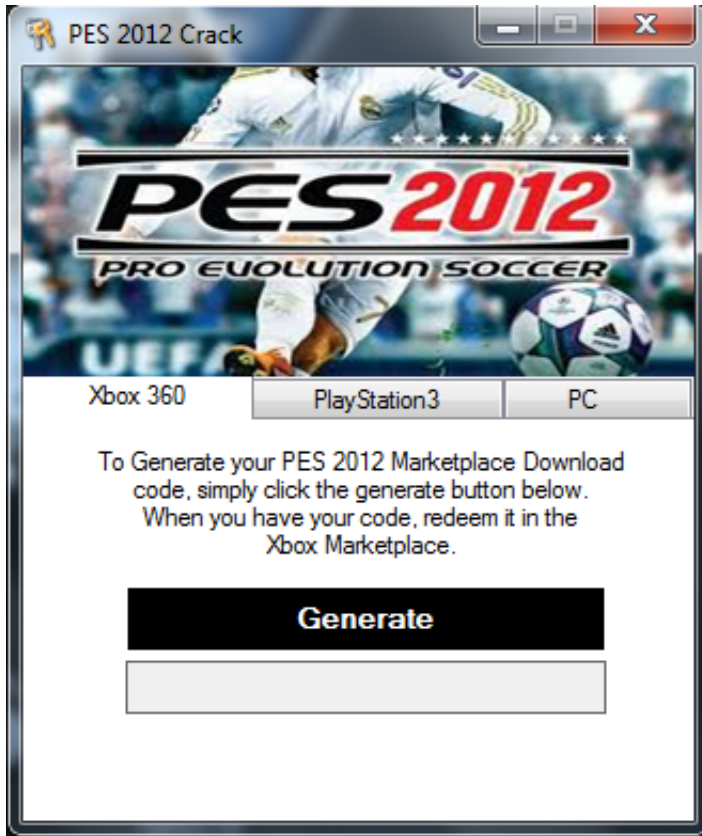 PES 2012 Crack
PES 2012
PRO EVOLUTION SOCCER
UEFA
Xbox 360
PlayStation3
PC
To Generate your PES 2012 Marketplace Download
code, simply click the generate button below.
When you have your code, redeem it in the
Xbox Marketplace.
Generate